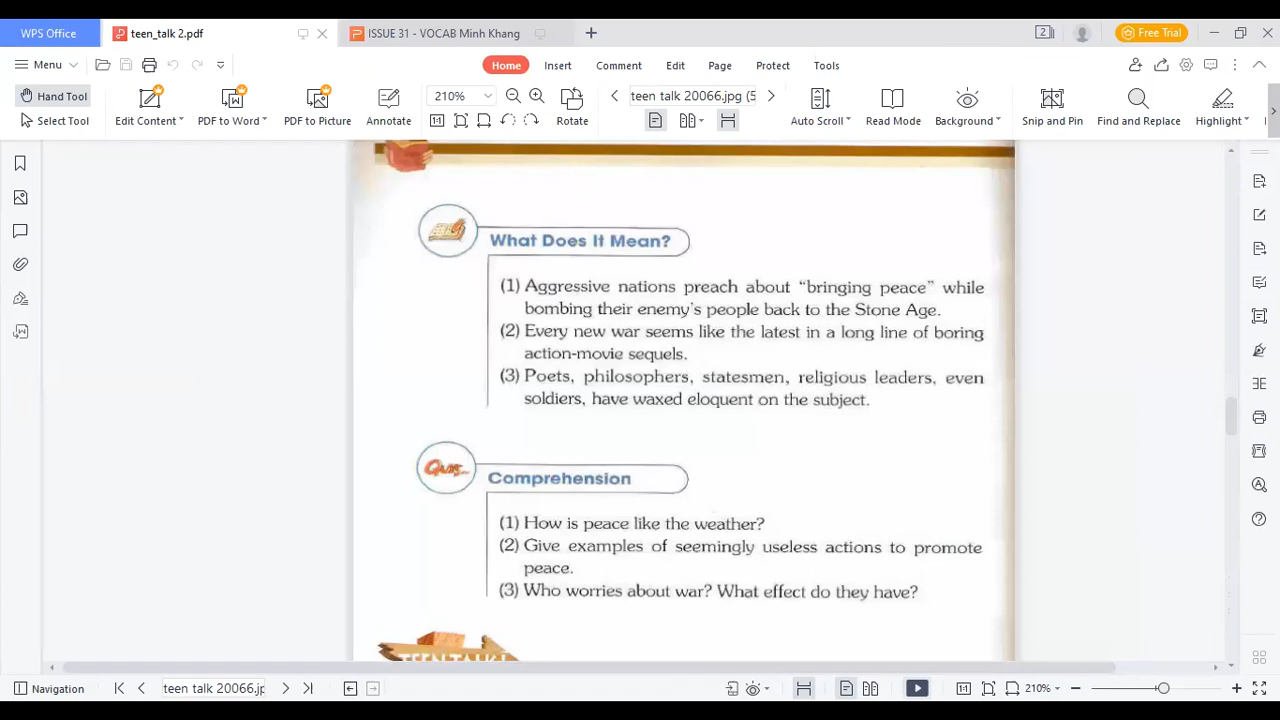 WPS Office
teen_talk 2.pdf
ISSUE 31 - VOCAB Minh Khang
2
Free Trial
Menu
Home
Insert
Comment
Edit
Page
Protect
Tools
Hand Tool
Select Tool
Edit Content
PDF to Word
PDF to Picture
Annotate
210%
Rotate
teen talk 20066.jpg (5
Auto Scroll
Read Mode
Background
Snip and Pin
Find and Replace
Highlight
What Does It Mean?
(1) Aggressive nations preach about “bringing peace” while
bombing their enemy’s people back to the Stone Age.
(2) Every new war seems like the latest in a long line of boring
action-movie sequels.
(3) Poets, philosophers, statesmen, religious leaders, even
soldiers, have waxed eloquent on the subject.
Quiz
Comprehension
(1) How is peace like the weather?
(2) Give examples of seemingly useless actions to promote
peace.
(3) Who worries about war? What effect do they have?
TEEN TALK!
Navigation
teen talk 20066.jp
210%